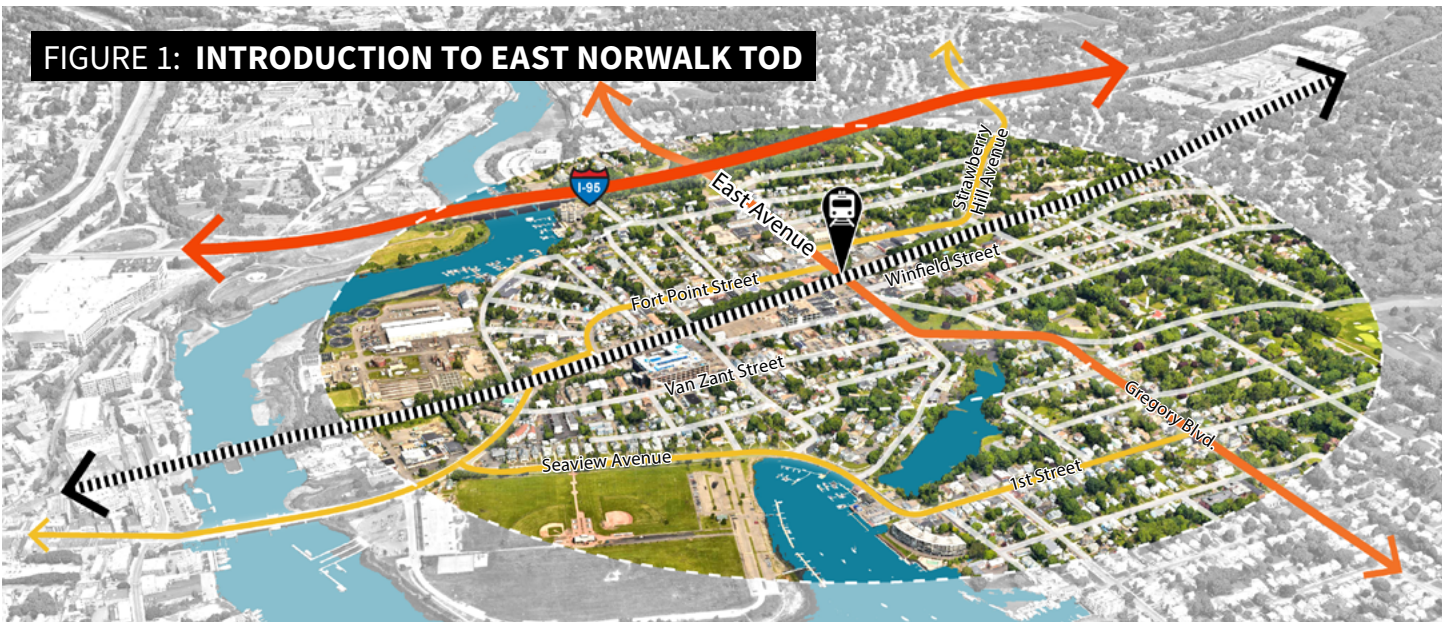 FIGURE 1: INTRODUCTION TO EAST NORWALK TOD
I-95
East Avenue
Strawberry
Hill Avenue
Winfield Street
Fort Point Street
Van Zant Street
Gregory Blvd.
Seaview Avenue
1st Street